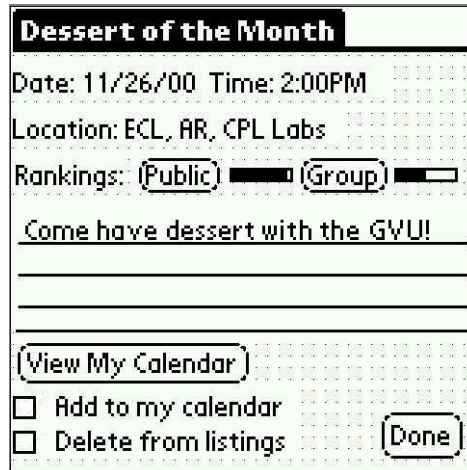 Dessert of the Month
Date: 11/26/00 Time: 2:00PM
Location: ECL, AR, CPL Labs
Rankings: Public Group
Come have dessert with the GVU!
View My Calendar
Add to my calendar
Delete from listings
Done